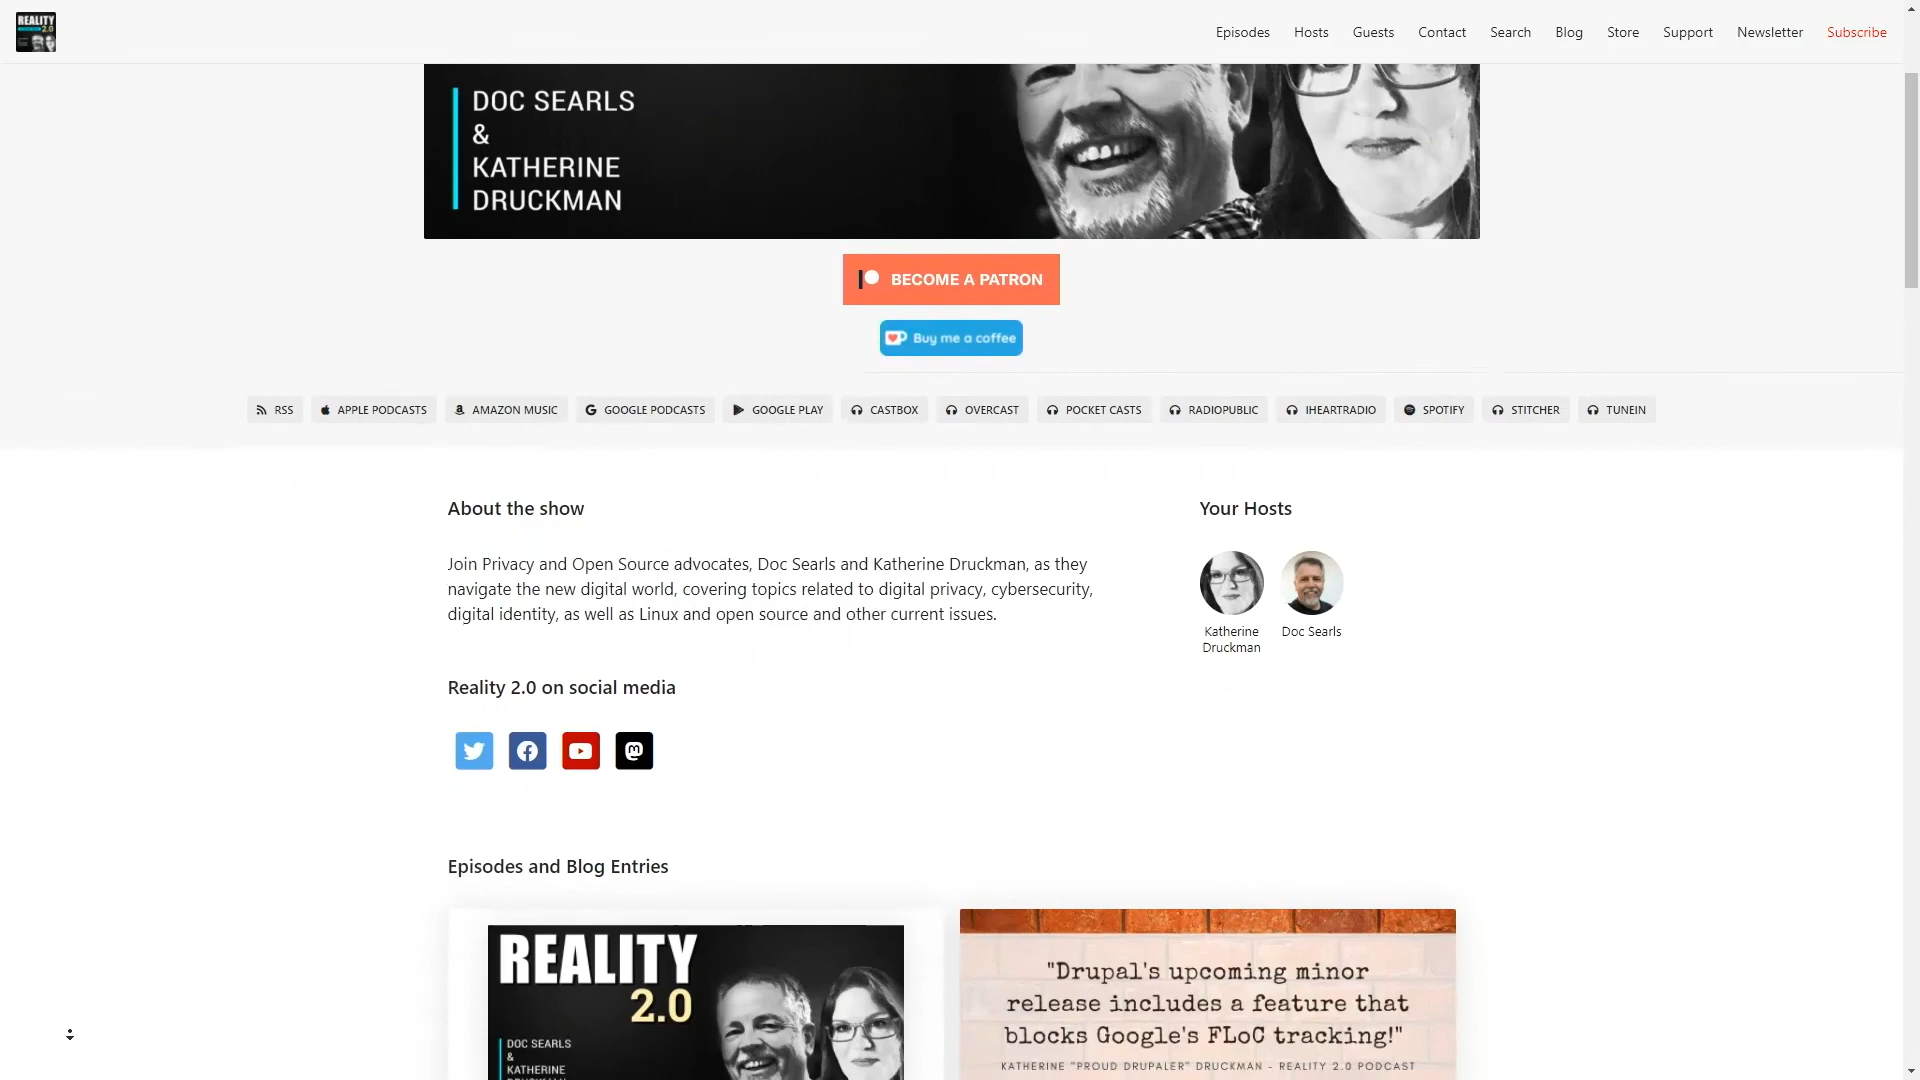 REALITY
2.0
Episodes
Hosts
Guests
Contact
Search
Blog
Store
Support
Newsletter
Subscribe
DOC SEARLS
&
KATHERINE
DRUCKMAN
BECOME A PATRON
Buy me a coffee
RSS
APPLE PODCASTS
AMAZON MUSIC
GOOGLE PODCASTS
GOOGLE PLAY
CASTBOX
OVERCAST
POCKET CASTS
RADIOPUBLIC
IHEARTRADIO
SPOTIFY
STITCHER
TUNEIN
About the show
Join Privacy and Open Source advocates, Doc Searls and Katherine Druckman, as they
navigate the new digital world, covering topics related to digital privacy, cybersecurity,
digital identity, as well as Linux and open source and other current issues.
Your Hosts
Katherine
Druckman
Doc Searls
Reality 2.0 on social media
Episodes and Blog Entries
REALITY
2.0
DOC SEARLS
&
KATHERINE
DRUCKMAN
"Drupal's upcoming minor
release includes a feature that
blocks Google's FLoC tracking!"
KATHERINE "PROUD DRUPALER" DRUCKMAN - REALITY 2.0 PODCAST